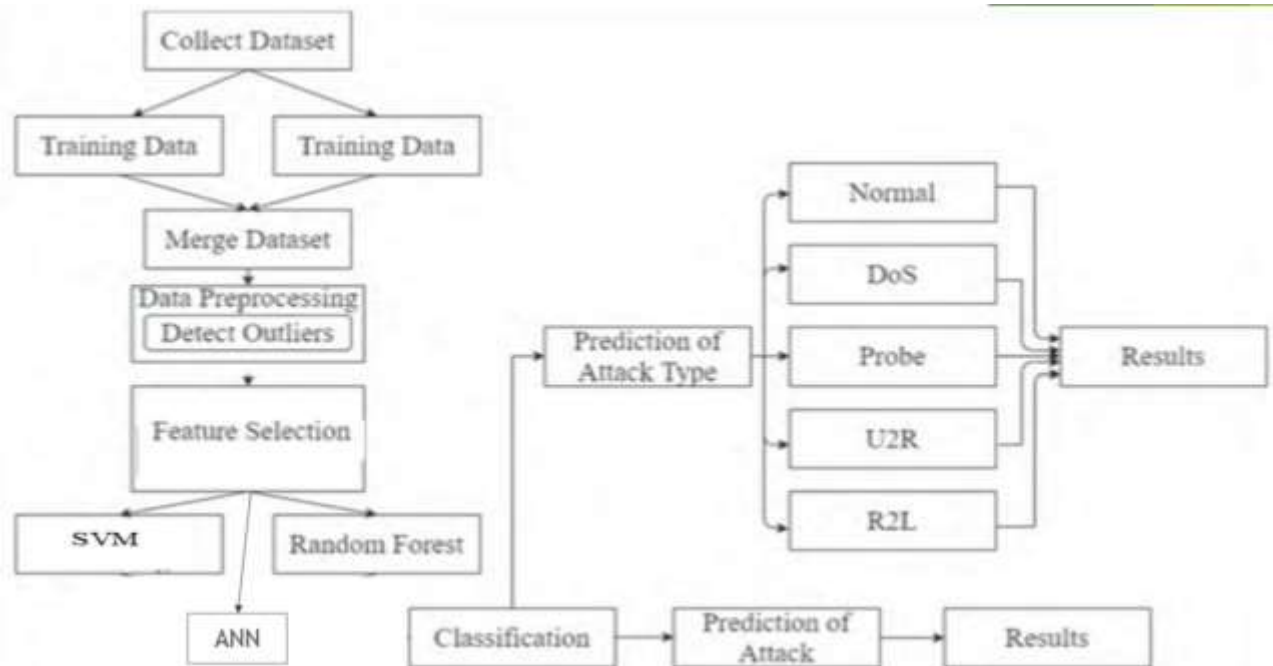 Collect Dataset
Training Data
Training Data
Merge Dataset
Data Preprocessing
Detect Outliers
Feature Selection
SVM
Random Forest
ANN
Classification
Prediction of
Attack Type
Normal
DoS
Probe
U2R
R2L
Results
Prediction of
Attack
Results